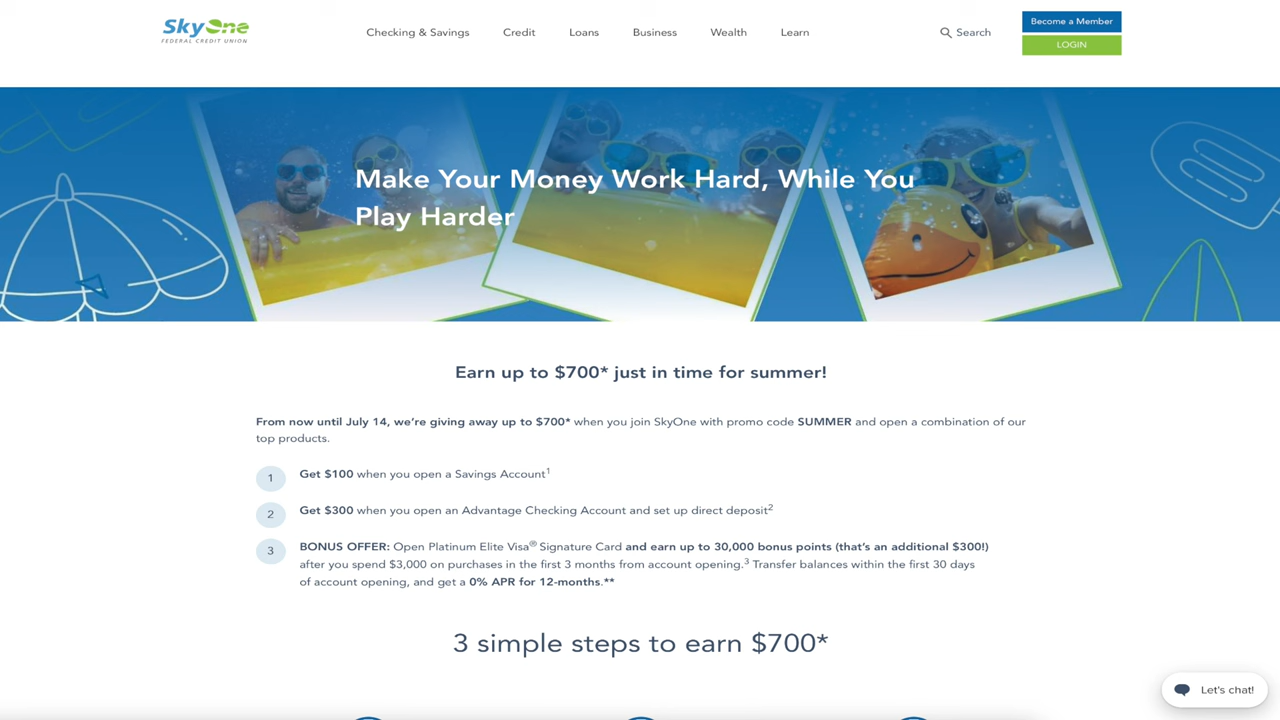 SkyOne
FEDERAL CREDIT UNION
Checking & Savings
Credit
Loans
Business
Wealth
Learn
Search
Become a Member
LOGIN
Make Your Money Work Hard, While You
Play Harder
Earn up to $700* just in time for summer!
From now until July 14, we're giving away up to $700* when you join SkyOne with promo code SUMMER and open a combination of our
top products.
1 Get $100 when you open a Savings Account¹
2 Get $300 when you open an Advantage Checking Account and set up direct deposit²
3 BONUS OFFER: Open Platinum Elite Visa® Signature Card and earn up to 30,000 bonus points (that's an additional $300!)
after you spend $3,000 on purchases in the first 3 months from account opening.³ Transfer balances within the first 30 days
of account opening, and get a 0% APR for 12-months.**
3 simple steps to earn $700*
Let's chat!